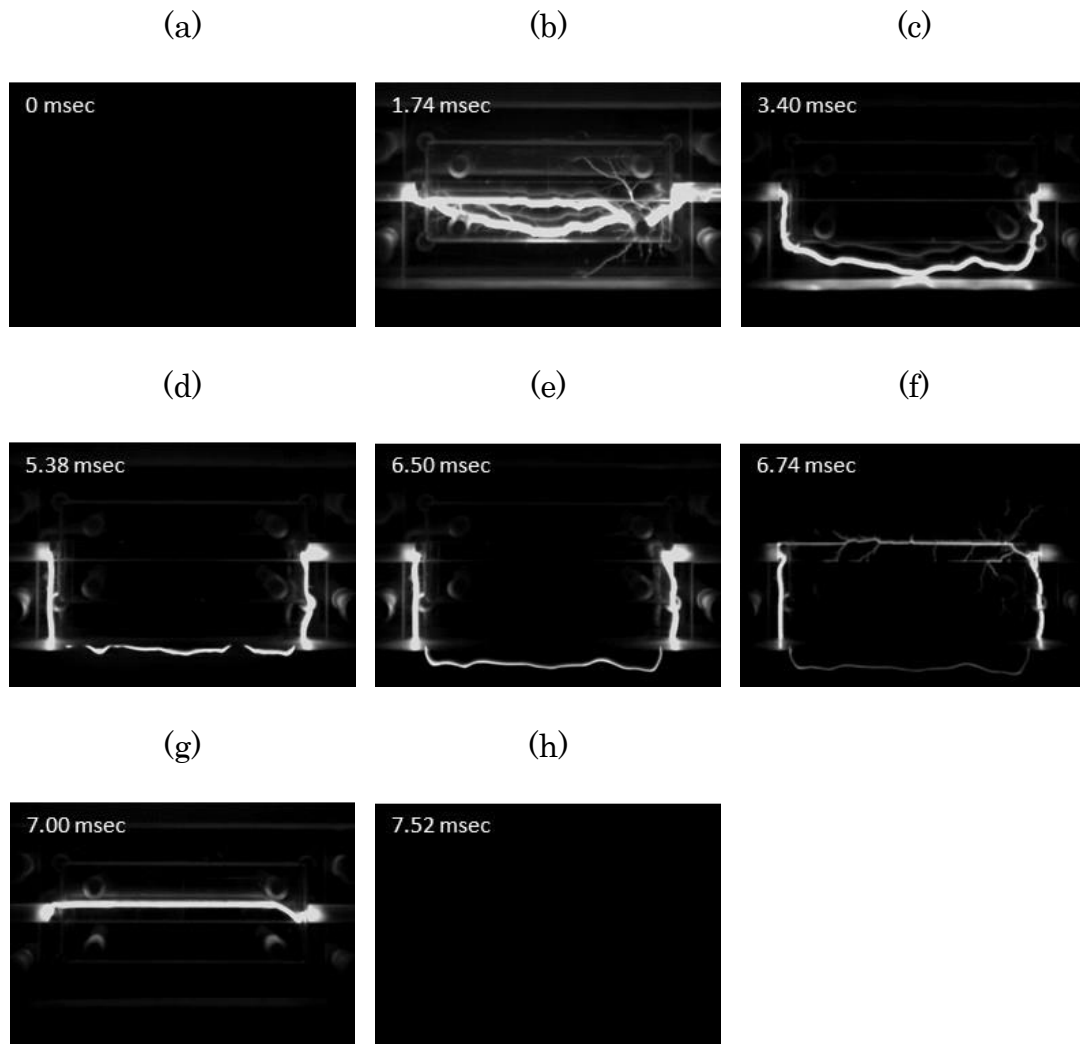 (a)
(b)
(c)
0 msec
1.74 msec
3.40 msec
(d)
(e)
(f)
5.38 msec
6.50 msec
6.74 msec
(g)
(h)
7.00 msec
7.52 msec